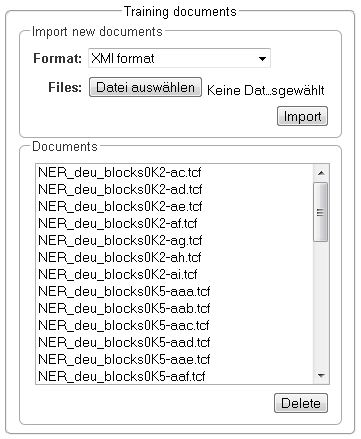 Training documents
Import new documents
Format: XMI format
Files: Datei auswählen Keine Dat...sgewählt
Import
Documents
NER_deu_blocks0K2-ac.tcf
NER_deu_blocks0K2-ad.tcf
NER_deu_blocks0K2-ae.tcf
NER_deu_blocks0K2-af.tcf
NER_deu_blocks0K2-ag.tcf
NER_deu_blocks0K2-ah.tcf
NER_deu_blocks0K2-ai.tcf
NER_deu_blocks0K5-aaa.tcf
NER_deu_blocks0K5-aab.tcf
NER_deu_blocks0K5-aac.tcf
NER_deu_blocks0K5-aad.tcf
NER_deu_blocks0K5-aae.tcf
NER_deu_blocks0K5-aaf.tcf
Delete